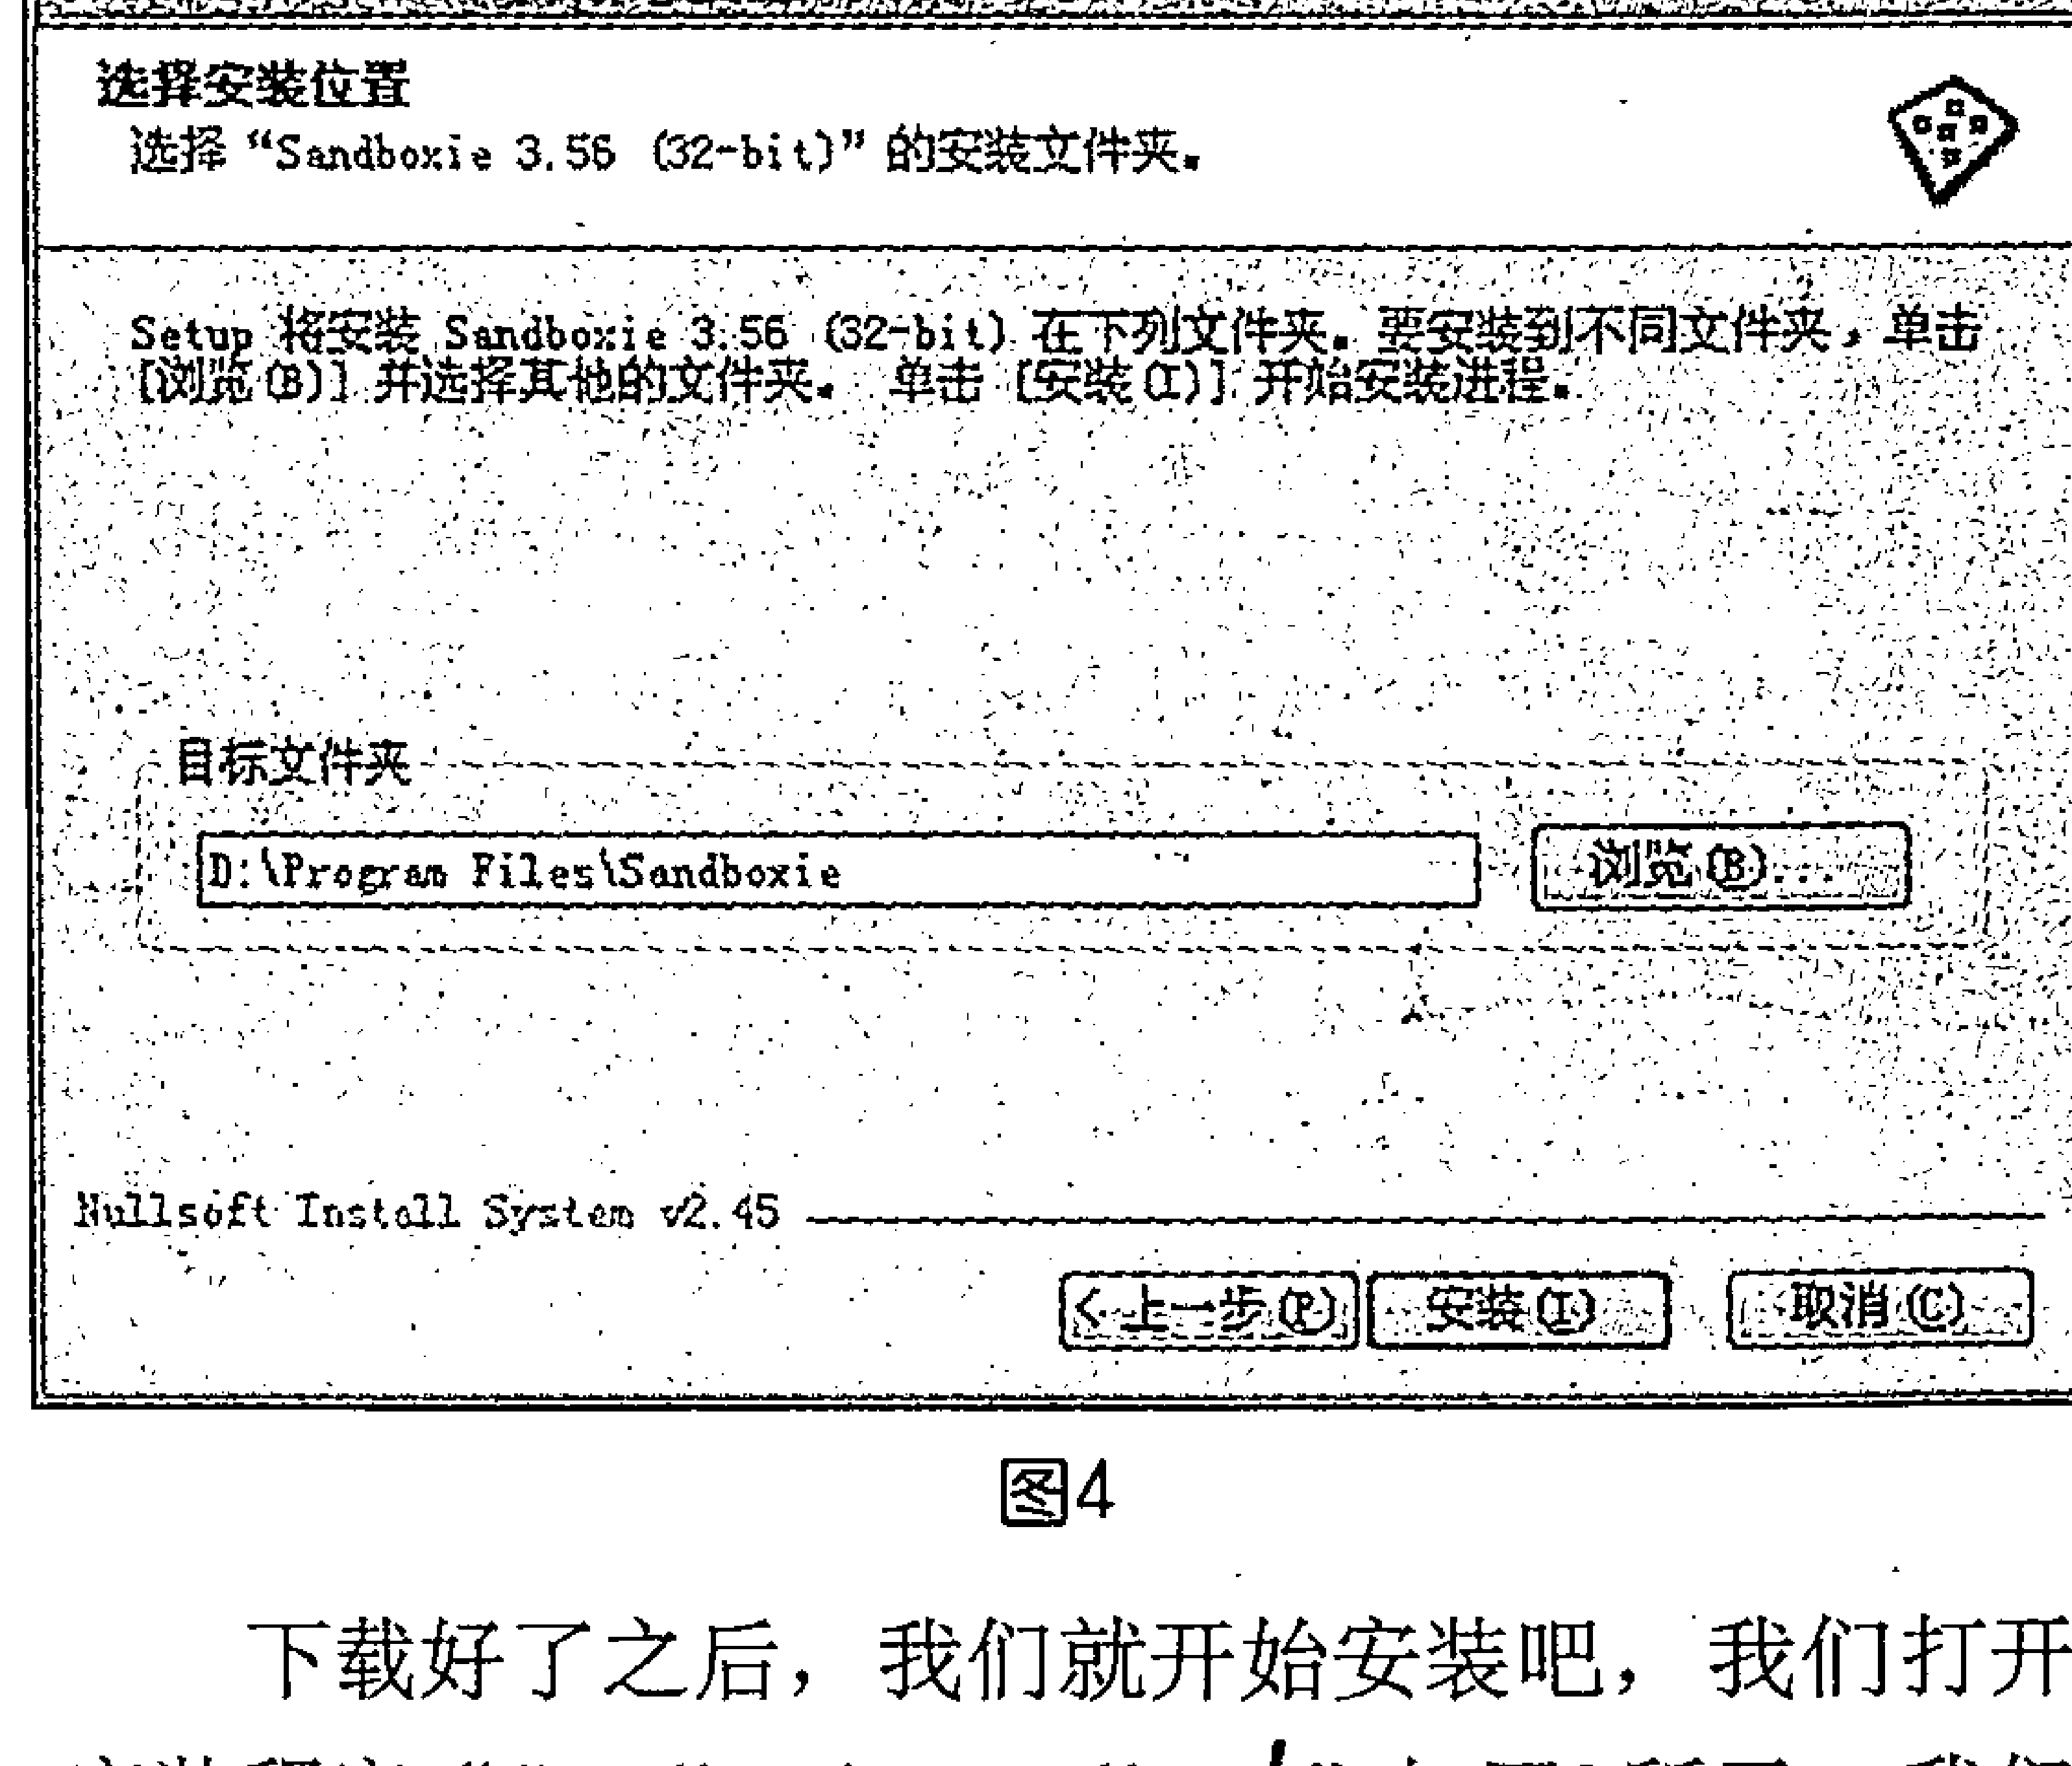 选择安装位置
选择“Sandboxie 3.56 (32-bit)”的安装文件夹。
Setup 将安装 Sandboxie 3.56 (32-bit) 在下列文件夹。要安装到不同文件夹，单击
[浏览(B)] 并选择其他的文件夹。 单击 [安装(I)] 开始安装进程。
目标文件夹
D:\Program Files\Sandboxie
浏览(B)...
Nullsoft Install System v2.45
<上一步(P) 安装(I) 取消(C)
图4
下载好了之后，我们就开始安装吧，我们打开